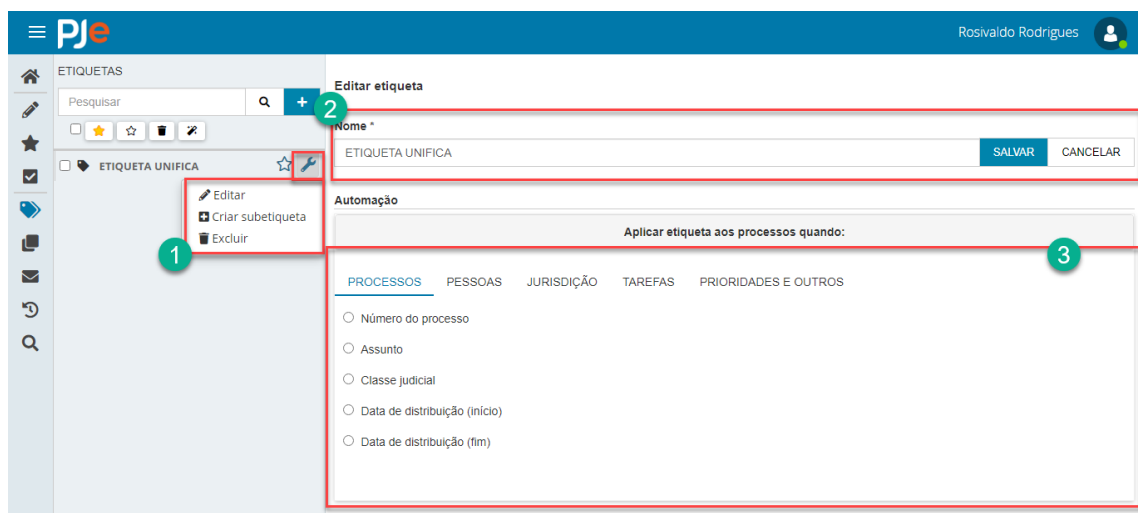 PJe
Rosivaldo Rodrigues
ETIQUETAS
Pesquisar
+
ETIQUETA UNIFICA
Editar
Criar subetiqueta
Excluir
1
Editar etiqueta
2
Nome *
ETIQUETA UNIFICA
SALVAR CANCELAR
Automação
Aplicar etiqueta aos processos quando:
3
PROCESSOS PESSOAS JURISDIÇÃO TAREFAS PRIORIDADES E OUTROS
Número do processo
Assunto
Classe judicial
Data de distribuição (início)
Data de distribuição (fim)